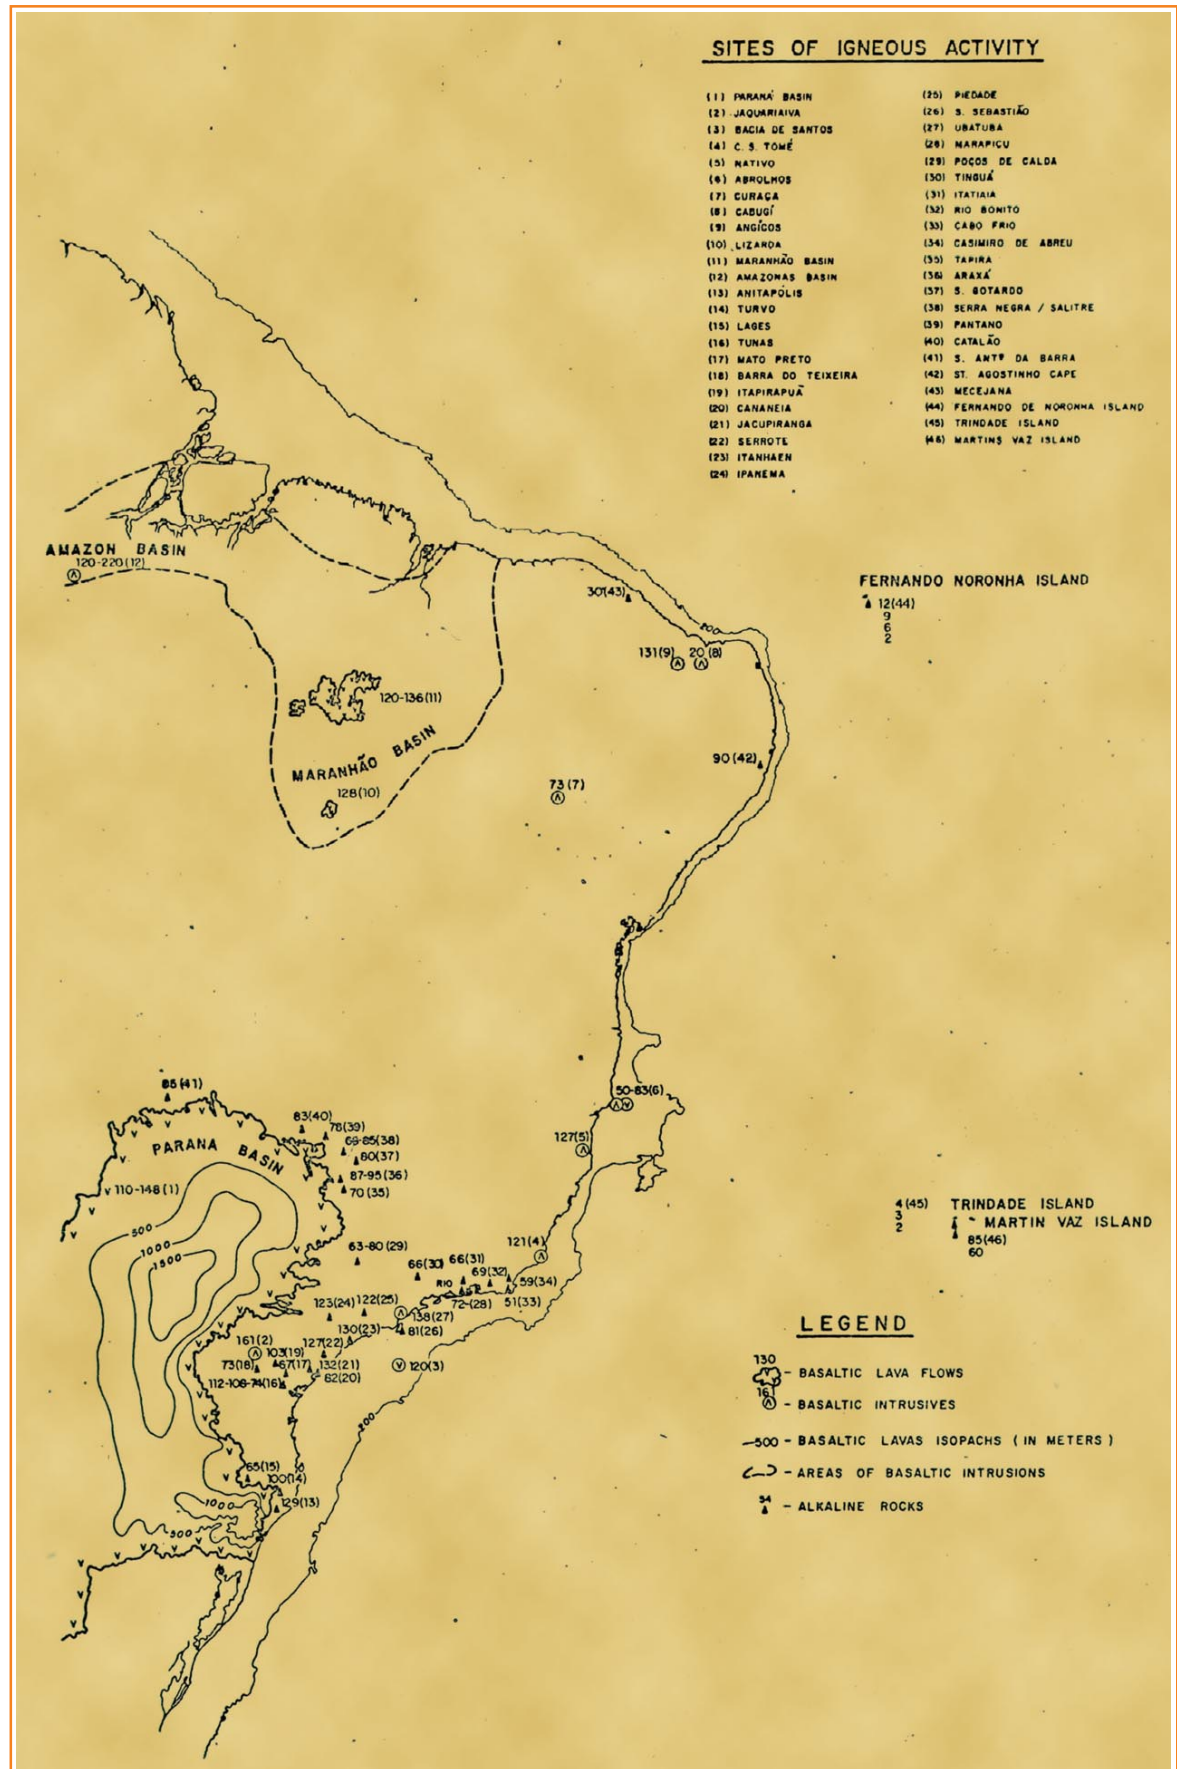 SITES OF IGNEOUS ACTIVITY
(1) PARANÁ BASIN
(2) JAQUARIAIVA
(3) BACIA DE SANTOS
(4) C. S. TOMÉ
(5) NATIVO
(6) ABROLHOS
(7) CURAÇA
(8) CABUGÍ
(9) ANGÍCOS
(10) LIZARDA
(11) MARANHÃO BASIN
(12) AMAZONAS BASIN
(13) ANITAPÓLIS
(14) TURVO
(15) LAGES
(16) TUNAS
(17) MATO PRETO
(18) BARRA DO TEIXEIRA
(19) ITAPIRAPUÃ
(20) CANANEIA
(21) JACUPIRANGA
(22) SERROTE
(23) ITANHAEN
(24) IPANEMA
(25) PIEDADE
(26) S. SEBASTIÃO
(27) UBATUBA
(28) MARAPICU
(29) POÇOS DE CALDA
(30) TINGUÁ
(31) ITATIAIA
(32) RIO BONITO
(33) CABO FRIO
(34) CASIMIRO DE ABREU
(35) TAPIRA
(36) ARAXÁ
(37) S. GOTARDO
(38) SERRA NEGRA / SALITRE
(39) PANTANO
(40) CATALÃO
(41) S. ANTº DA BARRA
(42) ST. AGOSTINHO CAPE
(43) MECEJANA
(44) FERNANDO DE NORONHA ISLAND
(45) TRINDADE ISLAND
(46) MARTINS VAZ ISLAND
AMAZON BASIN
120-220(12)
FERNANDO NORONHA ISLAND
12(44)
9
6
2
30(43)
200
131(9) 20(8)
120-136(11)
MARANHÃO BASIN
128(10)
90(42)
73(7)
50-83(6)
127(5)
85(41)
83(40)
78(39)
69-85(38)
80(37)
87-95(36)
70(35)
PARANA BASIN
110-148(1)
500
1000
1500
4(45) TRINDADE ISLAND
3
2
MARTIN VAZ ISLAND
85(46)
60
121(4)
63-80(29)
66(30) 66(31)
69(32)
RIO
59(34)
72-(28) 51(33)
123(24) 122(25)
138(27)
81(26)
130(23)
161(2) 127(22)
103(19)
73(18) 67(17) 132(21)
82(20)
112-108-74(16)
120(3)
200
65(15)
100(14)
129(13)
1000
500
LEGEND
130
- BASALTIC LAVA FLOWS
161
- BASALTIC INTRUSIVES
-500 - BASALTIC LAVAS ISOPACHS (IN METERS)
- AREAS OF BASALTIC INTRUSIONS
54
- ALKALINE ROCKS